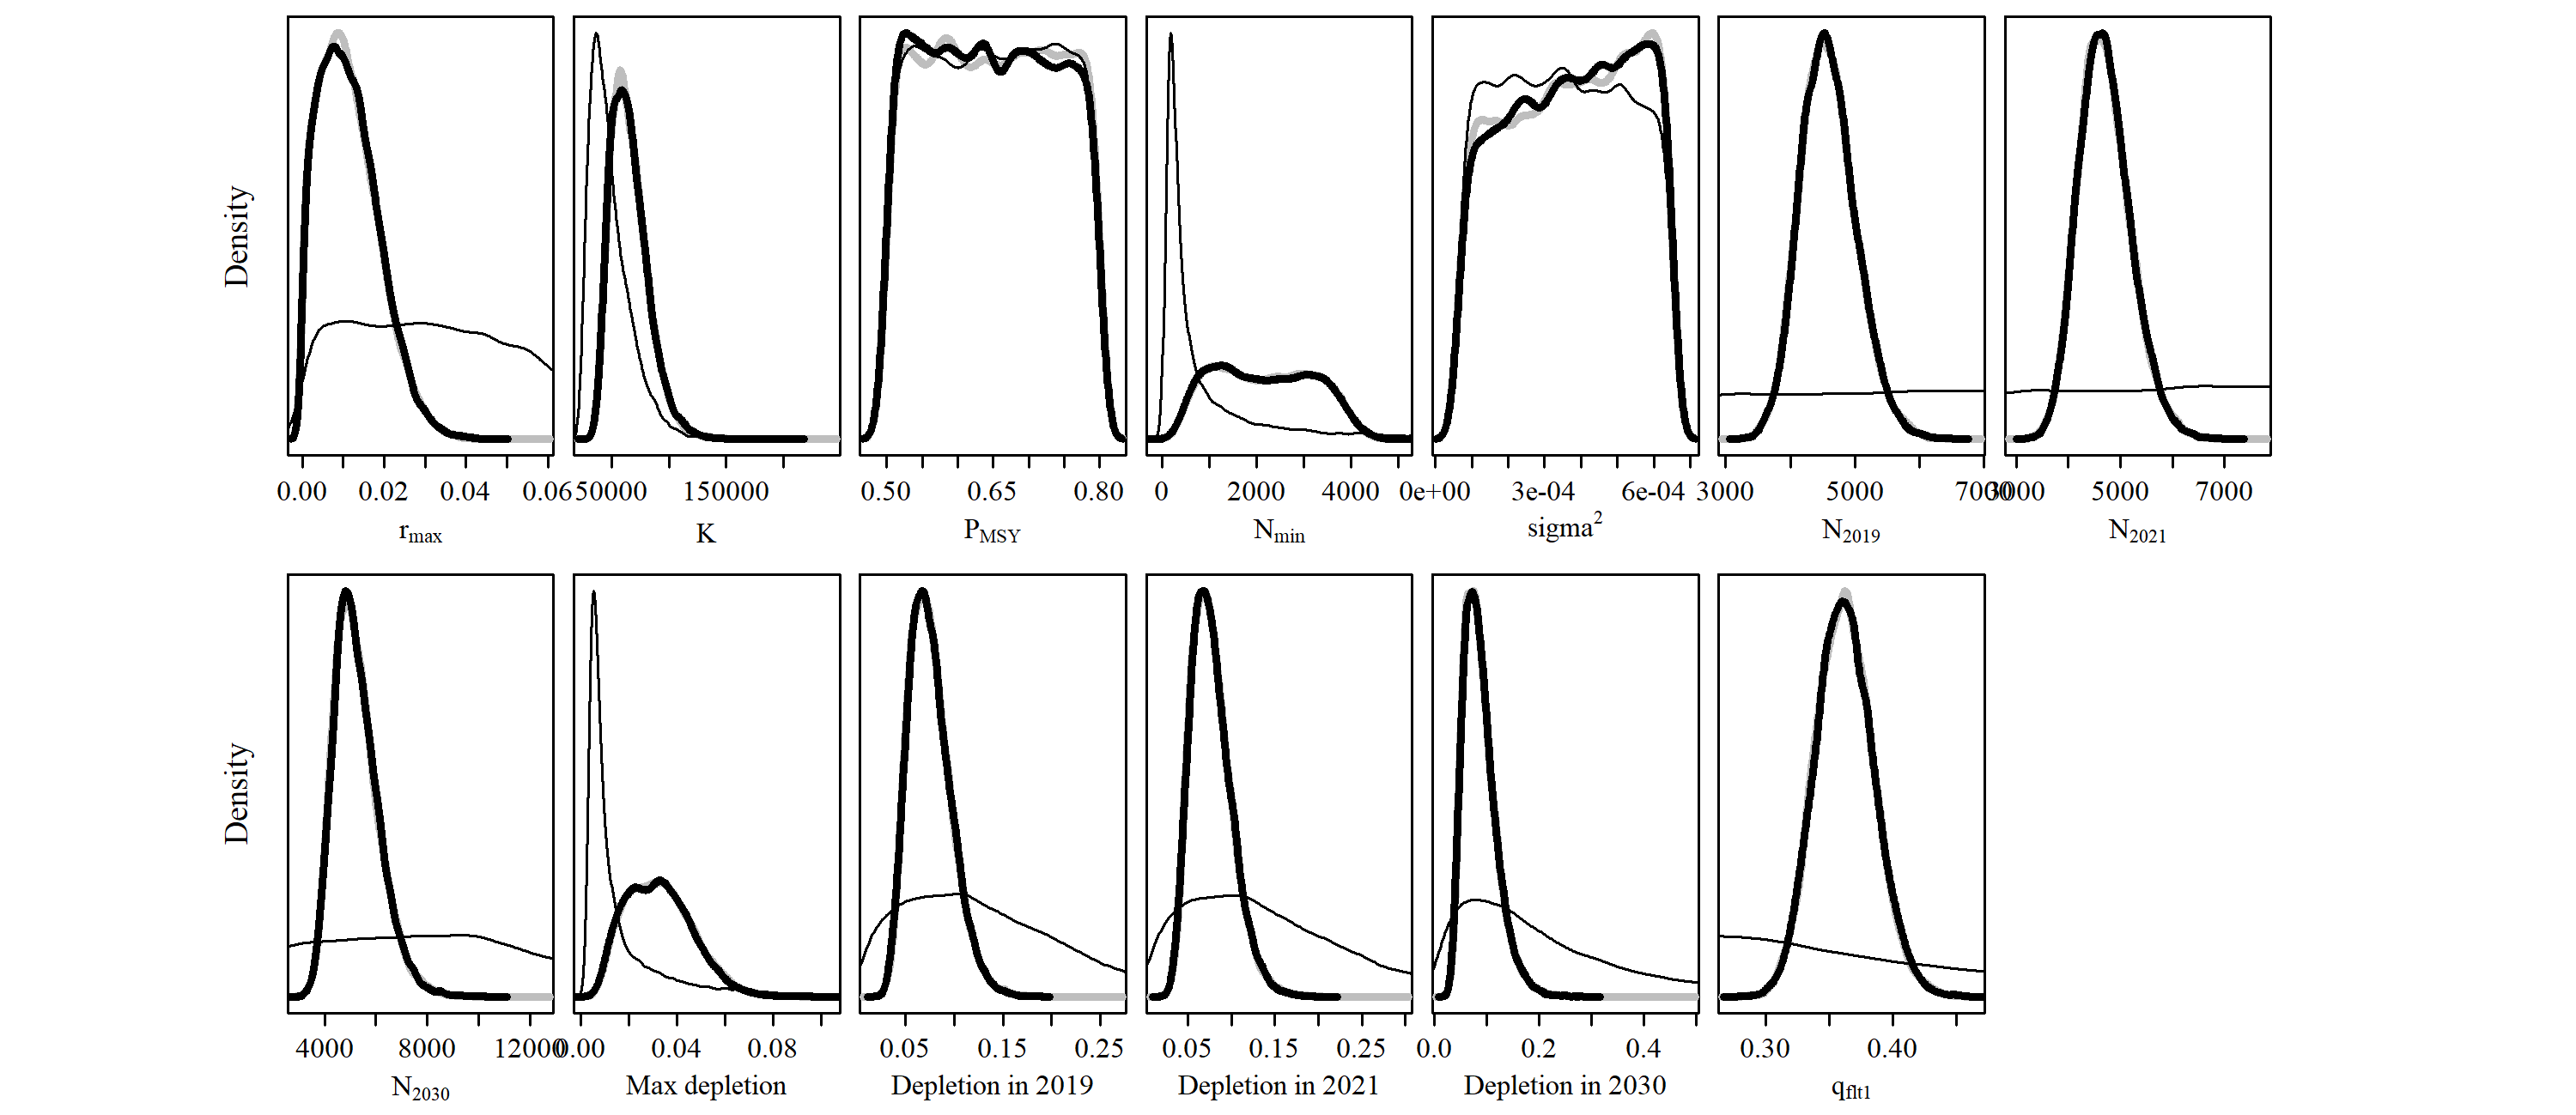 Density
0.00 0.02 0.04 0.06 50000 150000 0.50 0.65 0.80 0 2000 4000 0e+00 3e-04 6e-04 3000 5000 7000 3000 5000 7000
rmax K PMSY Nmin sigma2 N2019 N2021
Density
4000 8000 12000 0.00 0.04 0.08 0.05 0.15 0.25 0.05 0.15 0.25 0.0 0.2 0.4 0.30 0.40
N2030 Max depletion Depletion in 2019 Depletion in 2021 Depletion in 2030 qflt1